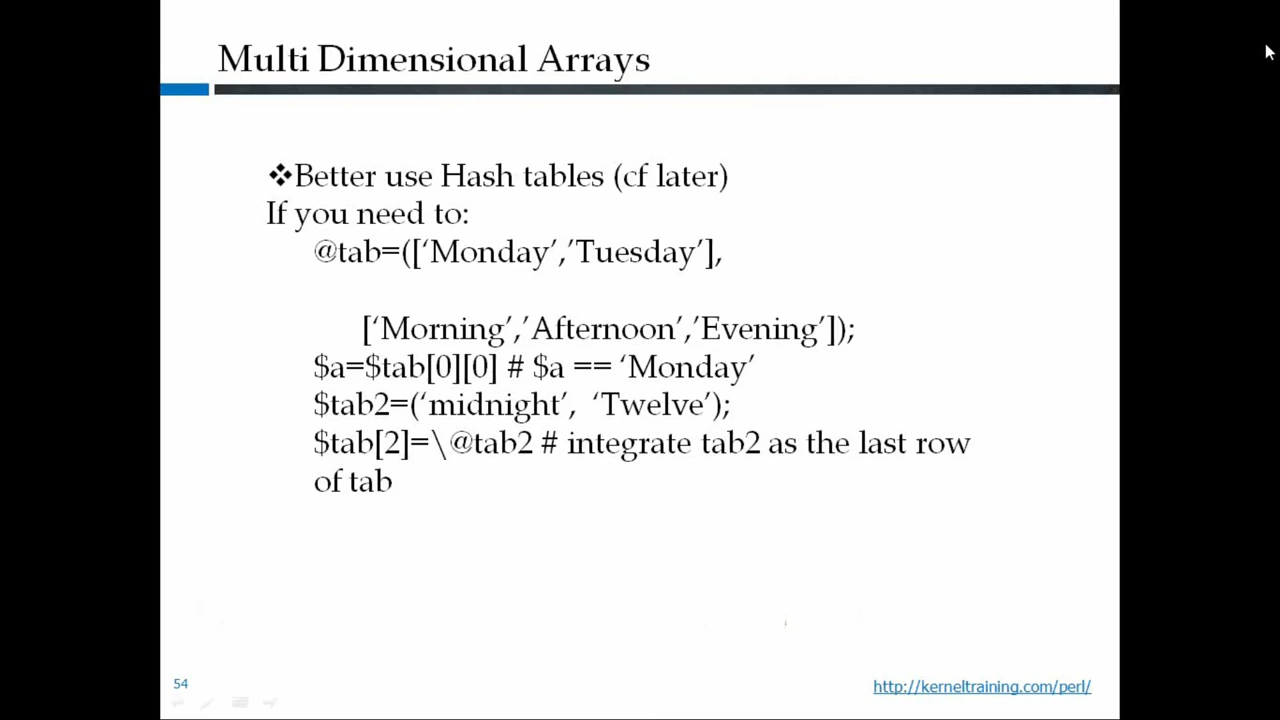 Multi Dimensional Arrays
❖Better use Hash tables (cf later)
If you need to:
@tab=([‘Monday’,’Tuesday’],
[‘Morning’,’Afternoon’,’Evening’]);
$a=$tab[0][0] # $a == ‘Monday’
$tab2=(‘midnight’, ‘Twelve’);
$tab[2]=\@tab2 # integrate tab2 as the last row
of tab
54
http://kerneltraining.com/perl/